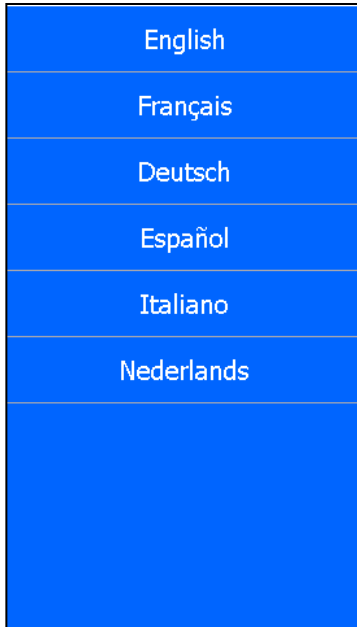 English
Français
Deutsch
Español
Italiano
Nederlands